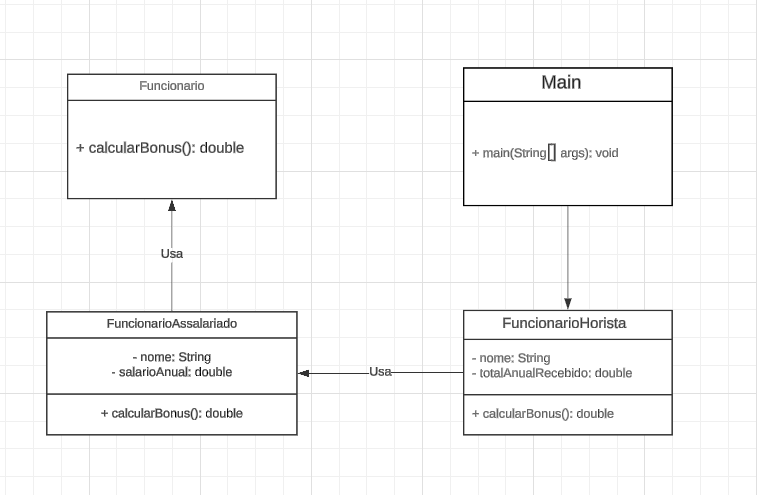 Funcionario
+ calcularBonus(): double
Main
+ main(String[] args): void
Usa
FuncionarioAssalariado
- nome: String
- salarioAnual: double
+ calcularBonus(): double
Usa
FuncionarioHorista
- nome: String
- totalAnualRecebido: double
+ calcularBonus(): double